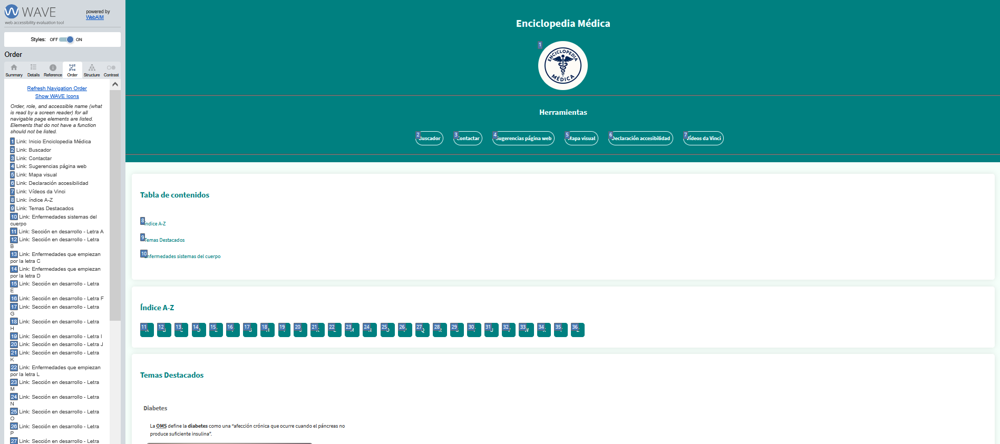 WAVE
web accessibility evaluation tool
powered by
WebAIM
Styles: OFF ON
Order
Summary Details Reference Order Structure Contrast
Refresh Navigation Order
Show WAVE Icons
Order, role, and accessible name (what
is read by a screen reader) for all
navigable page elements are listed.
Elements that do not have a function
should not be listed.
1 Link: Inicio Enciclopedia Médica
2 Link: Buscador
3 Link: Contactar
4 Link: Sugerencias página web
5 Link: Mapa visual
6 Link: Declaración accesibilidad
7 Link: Vídeos da Vinci
8 Link: índice A-Z
9 Link: Temas Destacados
10 Link: Enfermedades sistemas del
cuerpo
11 Link: Sección en desarrollo - Letra A
12 Link: Sección en desarrollo - Letra
B
13 Link: Enfermedades que empiezan
por la letra C
14 Link: Enfermedades que empiezan
por la letra D
15 Link: Sección en desarrollo - Letra
E
16 Link: Sección en desarrollo - Letra F
17 Link: Sección en desarrollo - Letra
G
18 Link: Sección en desarrollo - Letra
H
19 Link: Sección en desarrollo - Letra I
20 Link: Sección en desarrollo - Letra J
21 Link: Sección en desarrollo - Letra
K
22 Link: Enfermedades que empiezan
por la letra L
23 Link: Sección en desarrollo - Letra
M
24 Link: Sección en desarrollo - Letra
N
25 Link: Sección en desarrollo - Letra
O
26 Link: Sección en desarrollo - Letra
P
27 Link: Sección en desarrollo - Letra
Enciclopedia Médica
1
ENCICLOPEDIA
MÉDICA
Herramientas
2 Buscador 3 Contactar 4 Sugerencias página web 5 Mapa visual 6 Declaración accesibilidad 7 Vídeos da Vinci
Tabla de contenidos
8 Índice A-Z
9 Temas Destacados
10 Enfermedades sistemas del cuerpo
Índice A-Z
11 12 13 14 15 16 17 18 19 20 21 22 23 24 25 26 27 28 29 30 31 32 33 34 35 36
Temas Destacados
Diabetes
La OMS define la diabetes como una “afección crónica que ocurre cuando el páncreas no
produce suficiente insulina”.